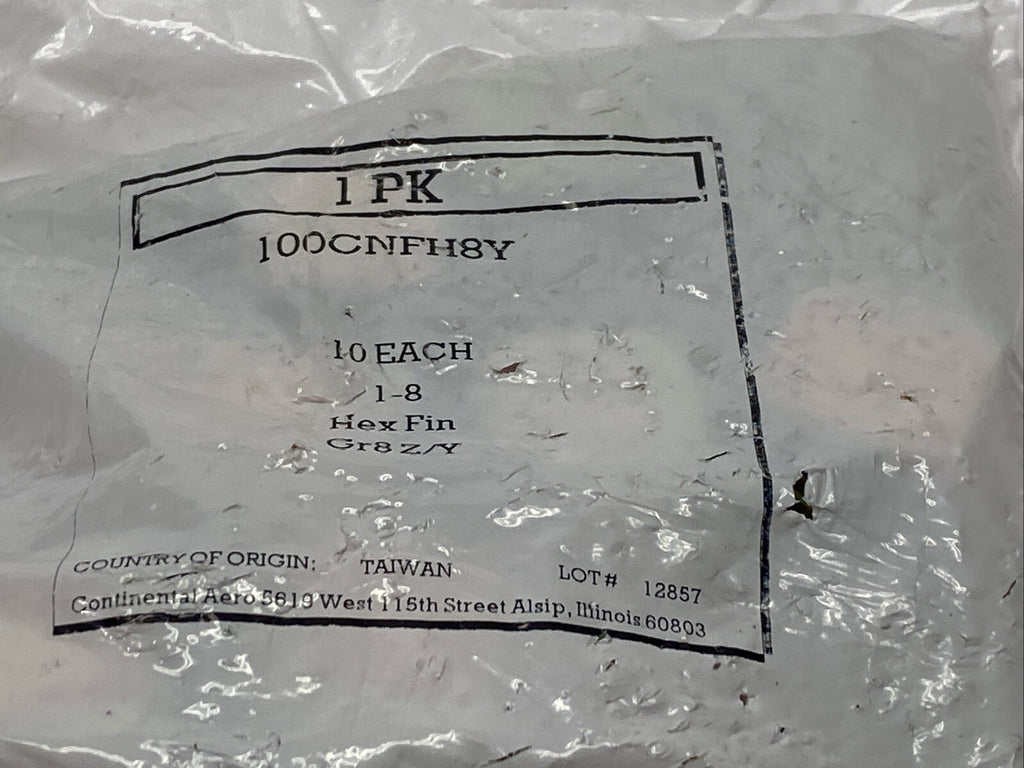 1 PK
100CNFH8Y
10 EACH
1-8
Hex Fin
Gr8 Z/Y
COUNTRY OF ORIGIN: TAIWAN LOT# 12857
Continental Aero 5619 West 115th Street Alsip, Illinois 60803